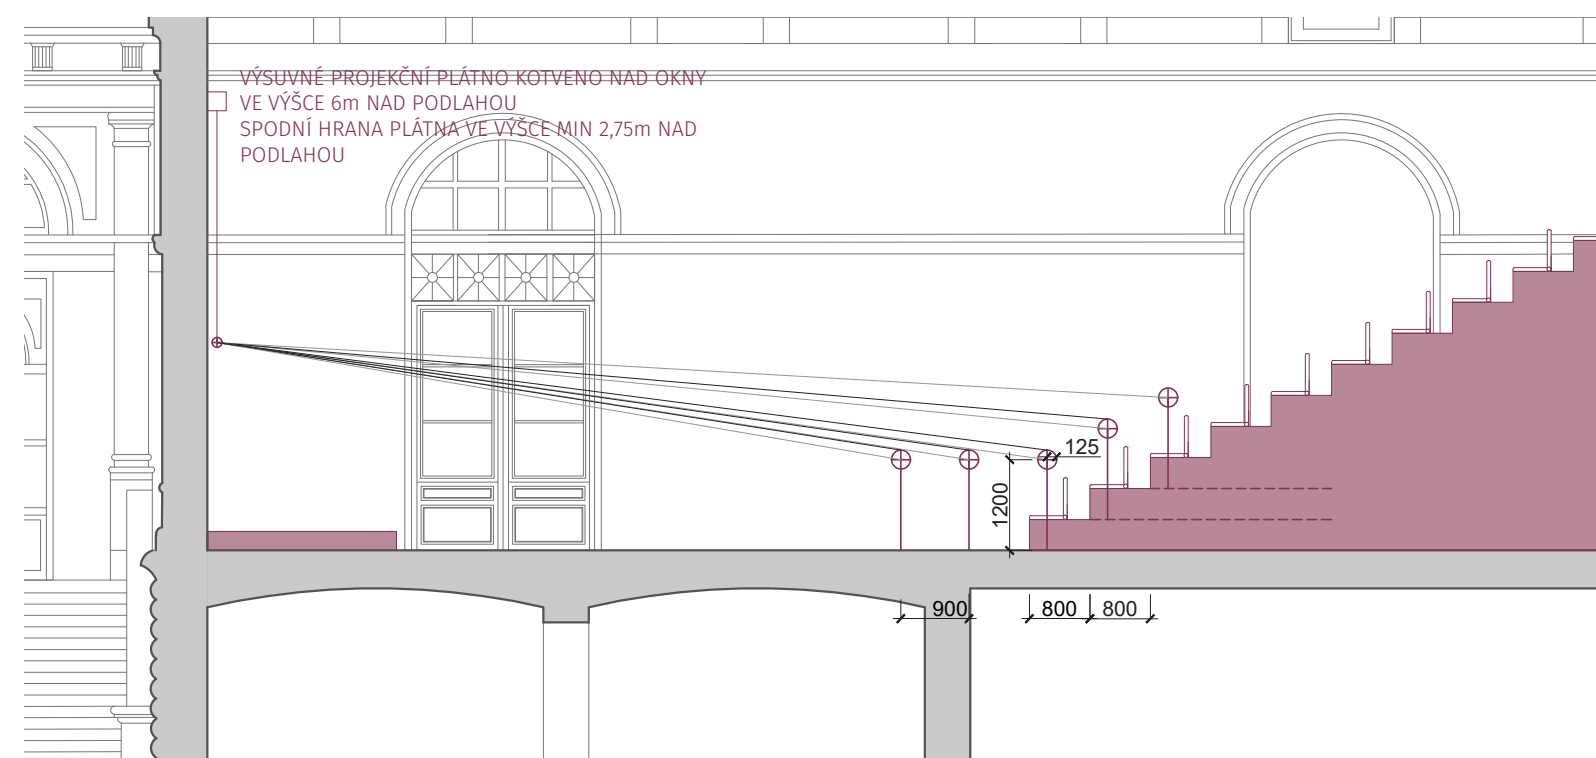 VÝSUVNÉ PROJEKČNÍ PLÁTNO KOTVENO NAD OKNY
VE VÝŠCE 6m NAD PODLAHOU
SPODNÍ HRANA PLÁTNA VE VÝŠCE MIN 2,75m NAD
PODLAHOU
125
1200
900
800
800